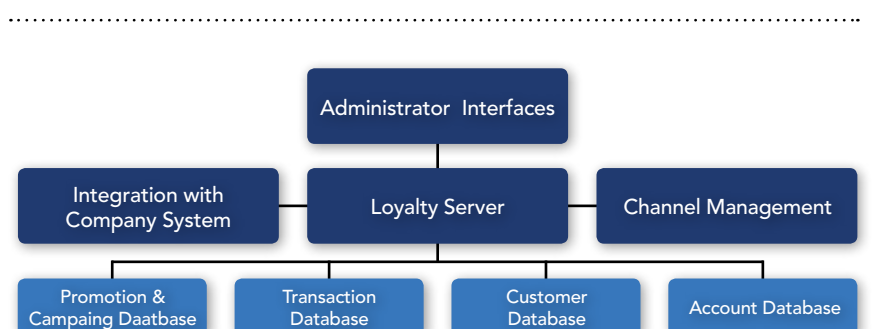 Administrator Interfaces
Integration with
Company System
Loyalty Server
Channel Management
Promotion &
Campaing Daatbase
Transaction
Database
Customer
Database
Account Database